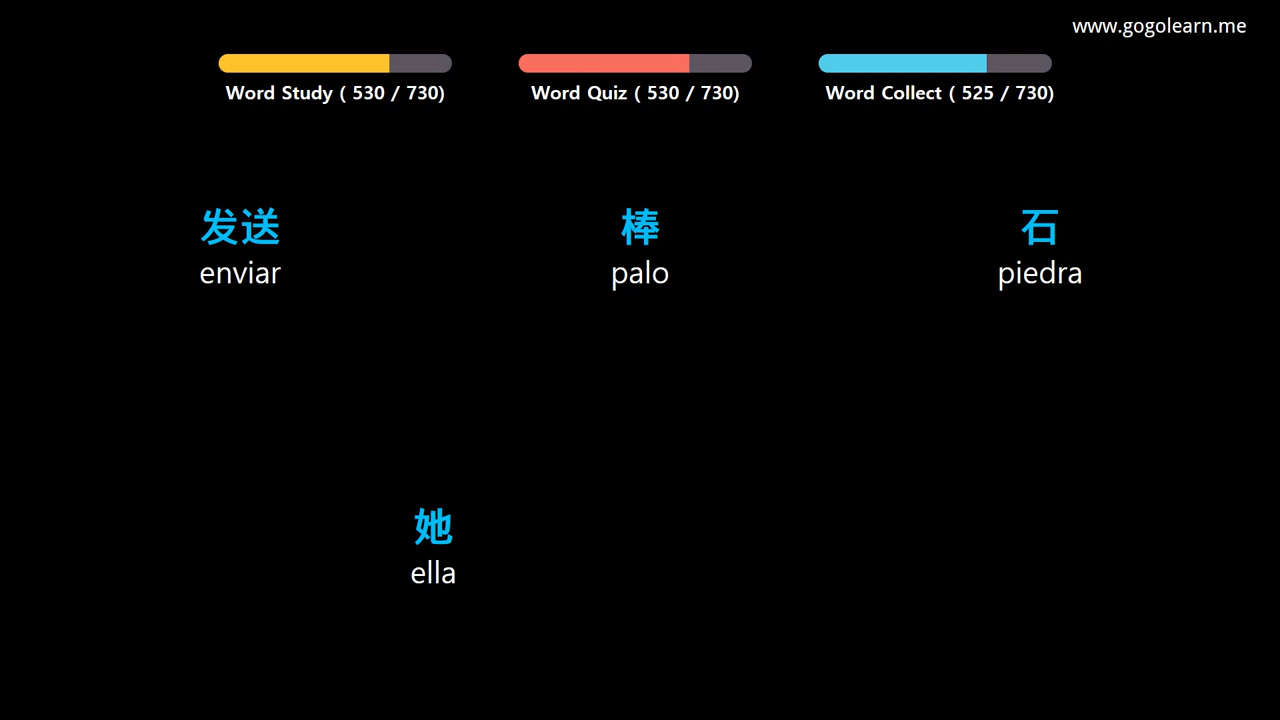 www.gogolearn.me
Word Study ( 530 / 730)
Word Quiz ( 530 / 730)
Word Collect ( 525 / 730)
发送
enviar
棒
palo
石
piedra
她
ella